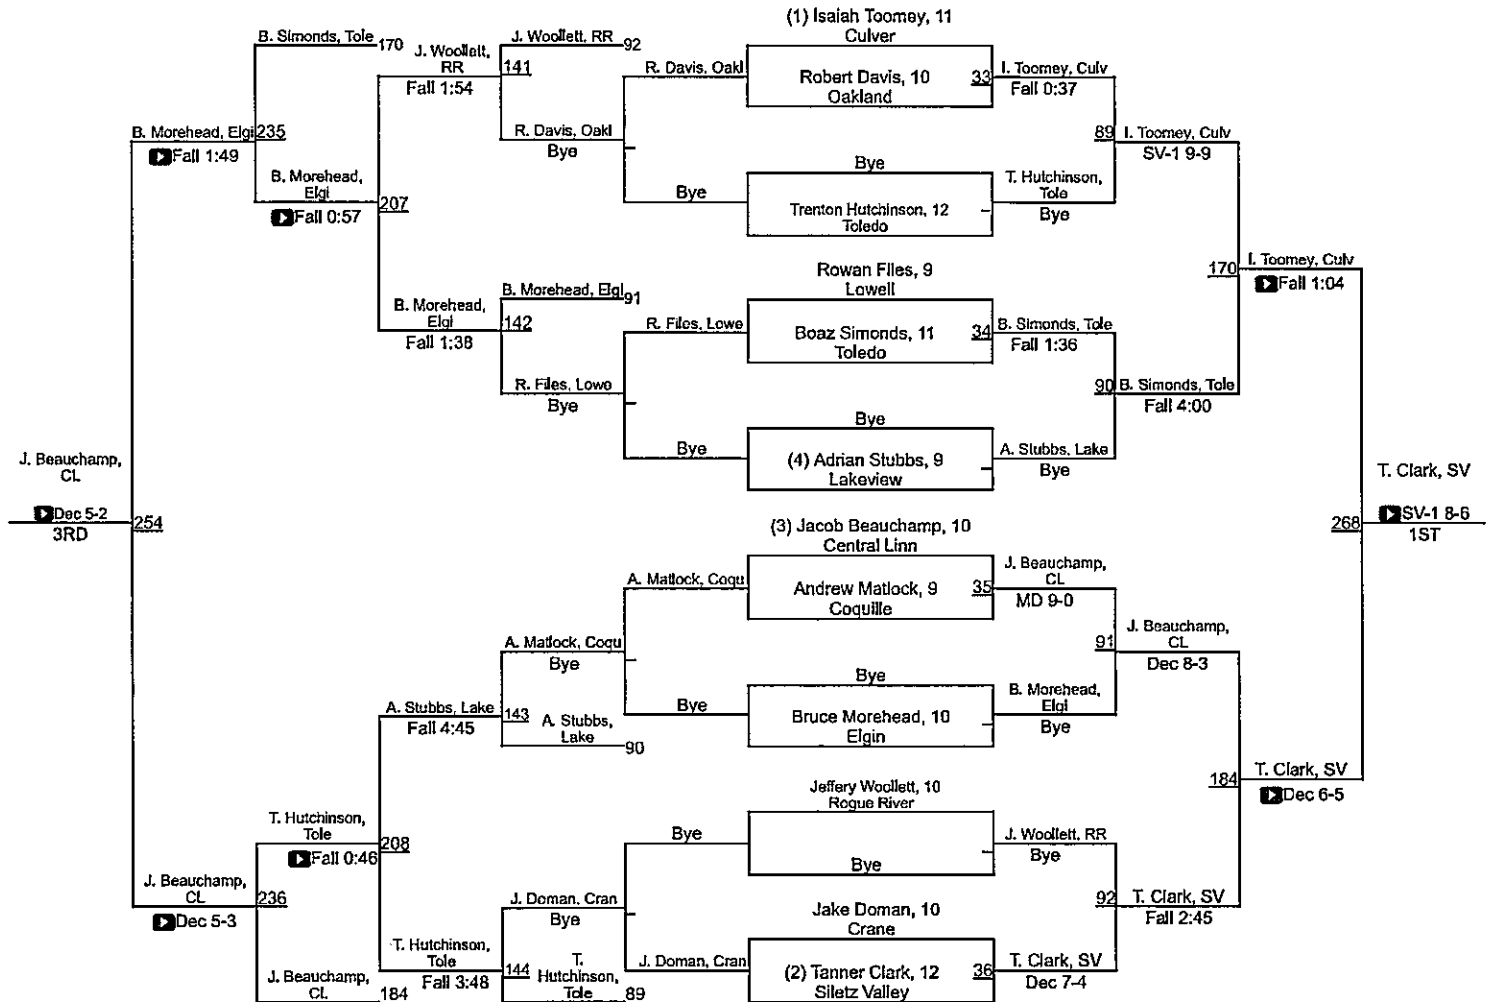 (1) Isaiah Toomey, 11
Culver
B. Simonds, Tole 170
J. Woollett,
RR
Fall 1:54
J. Woollett, RR 92
141
R. Davis, Oakl
Robert Davis, 10
Oakland
33
I. Toomey, Culv
Fall 0:37
B. Morehead, Elgi
Fall 1:49
235
R. Davis, Oakl
Bye
89
I. Toomey, Culv
SV-1 9-9
B. Morehead,
Elgi
Fall 0:57
207
Bye
Bye
Trenton Hutchinson, 12
Toledo
T. Hutchinson,
Tole
Bye
Rowan Files, 9
Lowell
170
I. Toomey, Culv
Fall 1:04
B. Morehead,
Elgi
Fall 1:38
B. Morehead, Elgi 91
142
R. Files, Lowe
Boaz Simonds, 11
Toledo
34
B. Simonds, Tole
Fall 1:36
R. Files, Lowe
Bye
90
B. Simonds, Tole
Fall 4:00
Bye
Bye
(4) Adrian Stubbs, 9
Lakeview
A. Stubbs, Lake
Bye
J. Beauchamp,
CL
Dec 5-2
3RD
254
T. Clark, SV
268
SV-1 8-6
1ST
(3) Jacob Beauchamp, 10
Central Linn
A. Matlock, Coqu
Andrew Matlock, 9
Coquille
35
J. Beauchamp,
CL
MD 9-0
A. Matlock, Coqu
Bye
91
J. Beauchamp,
CL
Dec 8-3
Bye
Bye
Bruce Morehead, 10
Elgin
B. Morehead,
Elgi
Bye
A. Stubbs, Lake
Fall 4:45
143
A. Stubbs,
Lake
90
184
T. Clark, SV
Dec 6-5
Jeffery Woollett, 10
Rogue River
T. Hutchinson,
Tole
Fall 0:46
208
Bye
Bye
J. Woollett, RR
Bye
J. Beauchamp,
CL
Dec 5-3
236
J. Doman, Cran
Bye
Jake Doman, 10
Crane
92
T. Clark, SV
Fall 2:45
T. Hutchinson,
Tole
Fall 3:48
144
T.
Hutchinson,
Tole
89
J. Doman, Cran
(2) Tanner Clark, 12
Siletz Valley
36
T. Clark, SV
Dec 7-4
J. Beauchamp,
CL
184